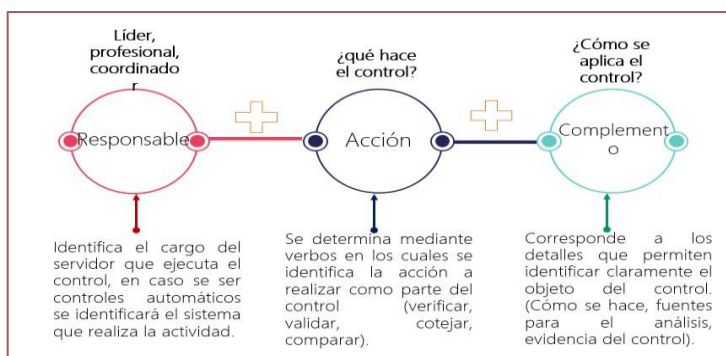 Líder,
profesional,
coordinado
r
¿qué hace
el control?
¿Cómo se
aplica el
control?
Responsable
Acción
Complement
o
Identifica el cargo del
servidor que ejecuta el
control, en caso se ser
controles automáticos
se identificará el sistema
que realiza la actividad.
Se determina mediante
verbos en los cuales se
identifica la acción a
realizar como parte del
control (verificar,
validar, cotejar,
comparar).
Corresponde a los
detalles que permiten
identificar claramente el
objeto del control.
(Cómo se hace, fuentes
para el análisis,
evidencia del control).